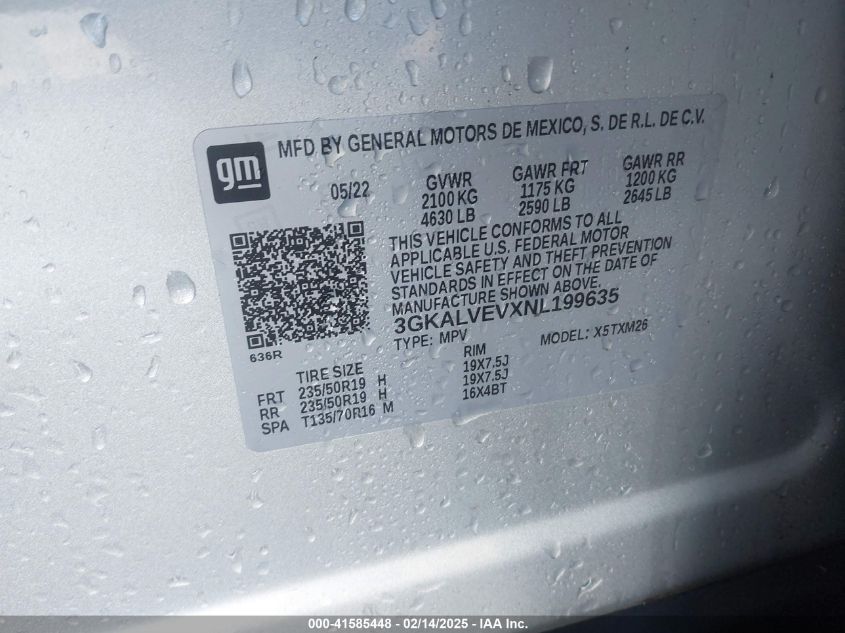 gm
MFD BY GENERAL MOTORS DE MEXICO, S. DE R.L. DE C.V.
05/22 GVWR GAWR FRT GAWR RR
2100 KG 1175 KG 1200 KG
4630 LB 2590 LB 2645 LB
THIS VEHICLE CONFORMS TO ALL
APPLICABLE U.S. FEDERAL MOTOR
VEHICLE SAFETY AND THEFT PREVENTION
STANDARDS IN EFFECT ON THE DATE OF
MANUFACTURE SHOWN ABOVE.
3GKALVEVXNL199635
TYPE: MPV MODEL: X5TXM26
636R
TIRE SIZE RIM
FRT 235/50R19 H 19X7.5J
RR 235/50R19 H 19X7.5J
SPA T135/70R16 M 16X4BT
000-41585448 - 02/14/2025 - IAA Inc.